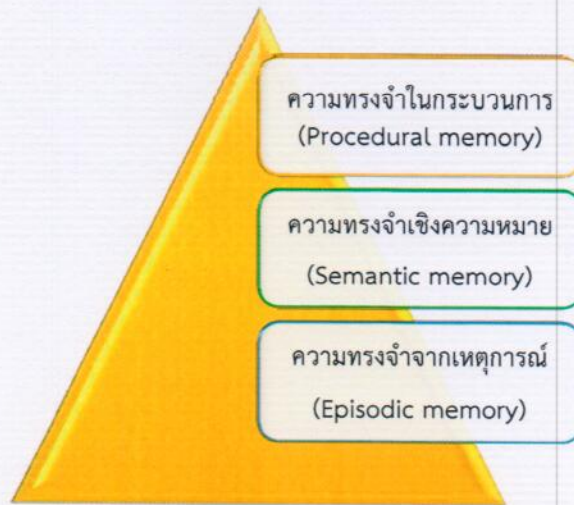 ความทรงจำในกระบวนการ
(Procedural memory)
ความทรงจำเชิงความหมาย
(Semantic memory)
ความทรงจำจากเหตุการณ์
(Episodic memory)